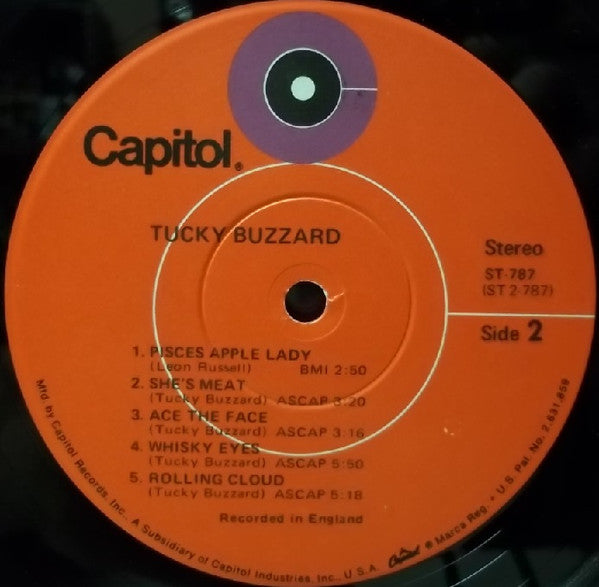 Capitol®
TUCKY BUZZARD
Stereo
ST-787
(ST 2-787)
Side 2
1. PISCES APPLE LADY
(Leon Russell) BMI 2:50
2. SHE'S MEAT
(Tucky Buzzard) ASCAP 3:20
3. ACE THE FACE
(Tucky Buzzard) ASCAP 3:16
4. WHISKY EYES
(Tucky Buzzard) ASCAP 5:50
5. ROLLING CLOUD
(Tucky Buzzard) ASCAP 5:18
Recorded in England
Mfd. by Capitol Records, Inc., A Subsidiary of Capitol Industries, Inc., U.S.A. Capitol ® Marca Reg. • U.S. Pat. No. 2,631,859